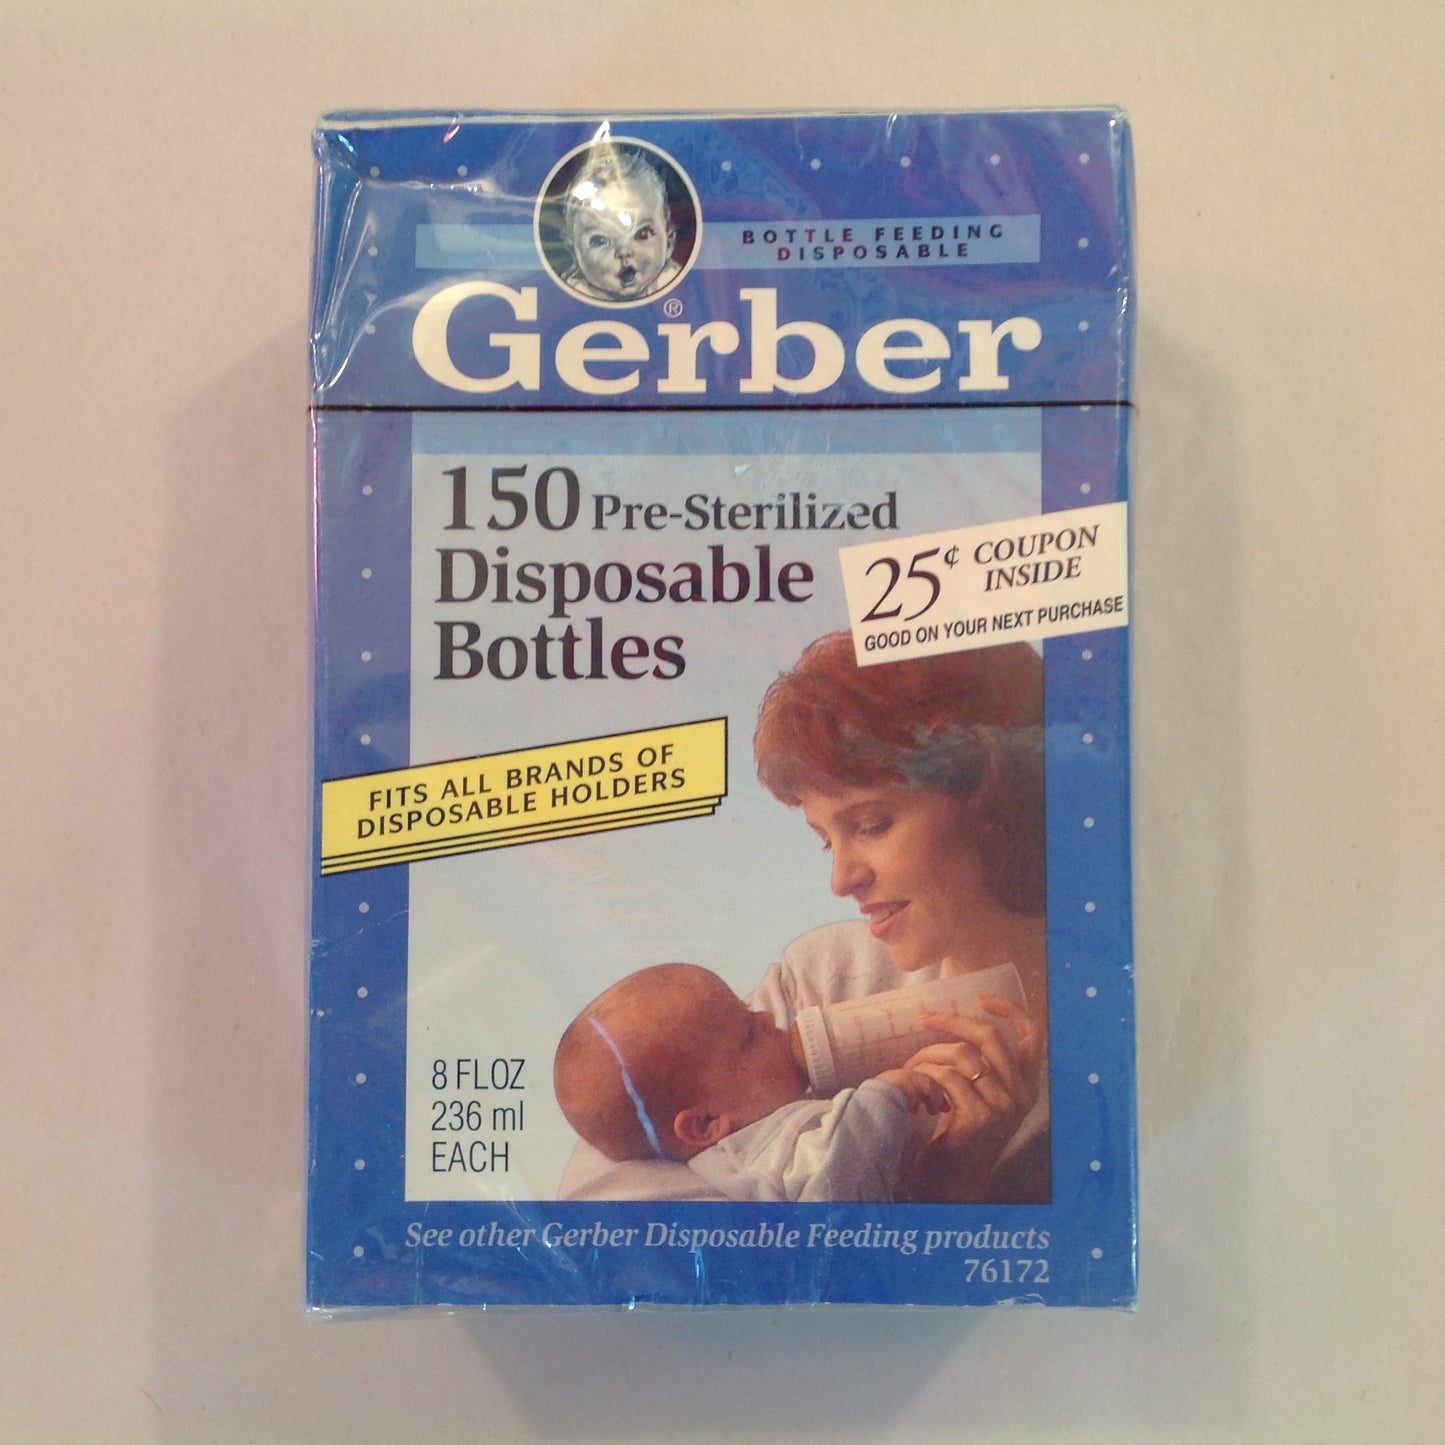 BOTTLE FEEDING
DISPOSABLE
Gerber®
150 Pre-Sterilized
Disposable
Bottles
25¢ COUPON
INSIDE
GOOD ON YOUR NEXT PURCHASE
FITS ALL BRANDS OF
DISPOSABLE HOLDERS
8 FL OZ
236 ml
EACH
See other Gerber Disposable Feeding products
76172